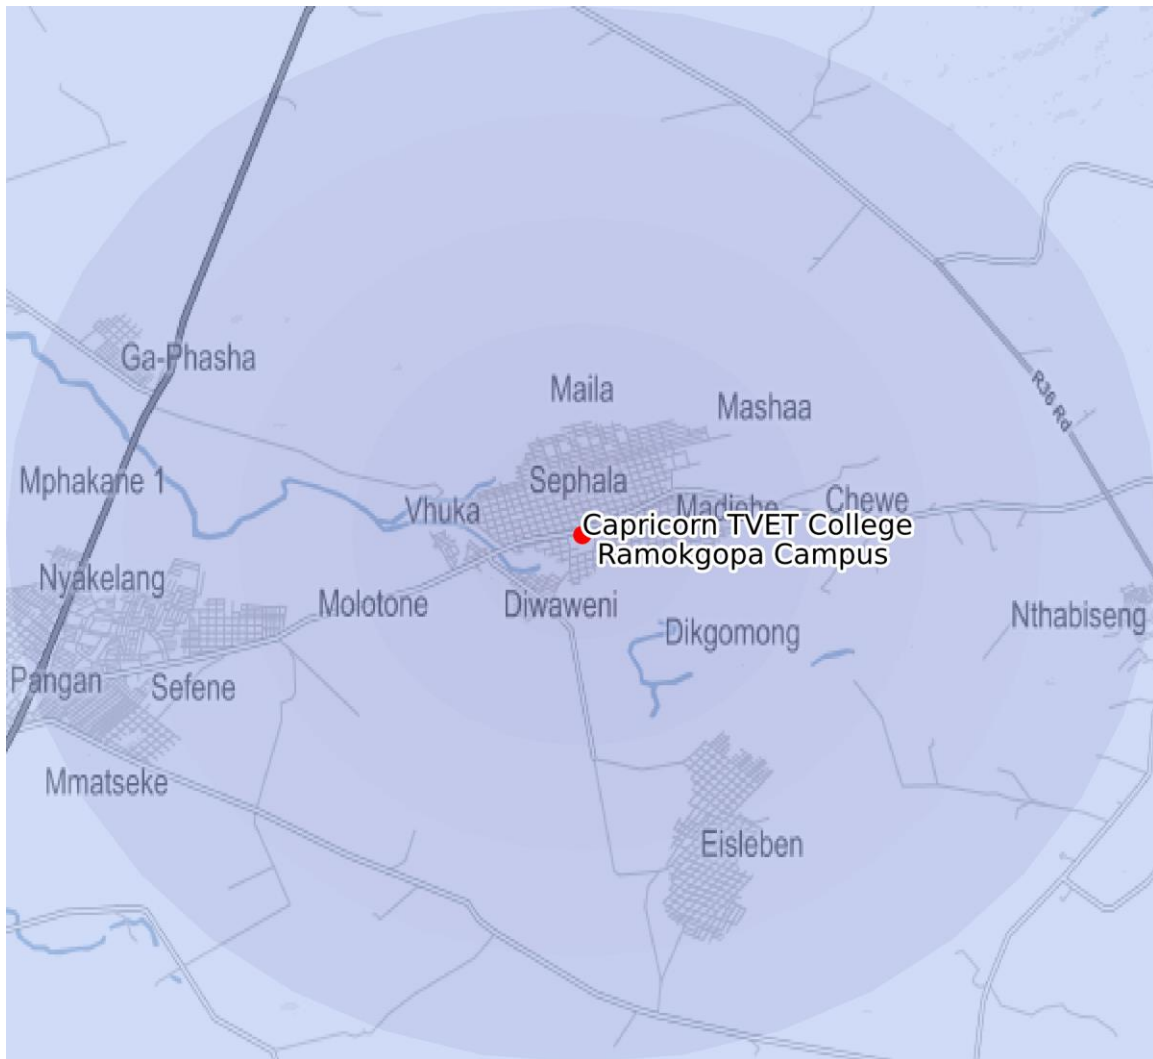 Ga-Phasha
Maila
Mashaa
R36 Rd
Mphakane 1
Sephala
Vhuka
Madiehe
Chewe
Capricorn TVET College
Ramokgopa Campus
Nyakelang
Molotone
Diwaweni
Dikgomong
Nthabiseng
Pangan
Sefene
Mmatseke
Eisleben